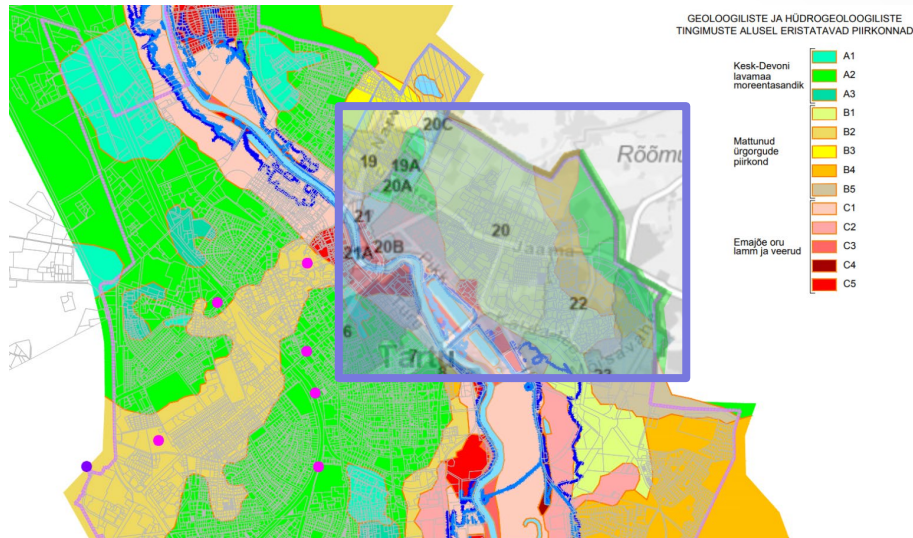 GEOLOOGILISTE JA HÜDROGEOLOOGILISTE
TINGIMUSTE ALUSEL ERISTATAVAD PIIRKONNAD
Kesk-Devoni
lavamaa
moreentasandik
A1
A2
A3
Mattunud
ürgorgude
piirkond
B1
B2
B3
B4
B5
Emajõe oru
lamm ja veerud
C1
C2
C3
C4
C5
20C
Rõõmu
19
19A
20A
21
20
Jaama
21A
20B
22
6
7
Tartu
8
23